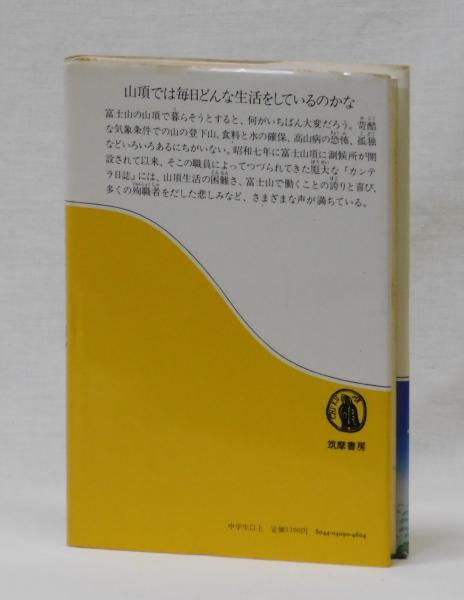 山頂では毎日どんな生活をしているのかな
富士山の山頂で暮らそうとすると、何がいちばん大変だろう。苛酷
な気象条件での山の登下山、食料と水の確保、高山病の恐怖、孤独
などいろいろあるにちがいない。昭和七年に富士山頂に測候所が開
設されて以来、そこの職員によってつづられてきた厖大な「カンテ
ラ日誌」には、山頂生活の困難さ、富士山で働くことの誇りと喜び、
多くの殉職者をだした悲しみなど、さまざまな声が満ちている。
筑摩書房
中学生以上 定価1200円 8044-04090-4604